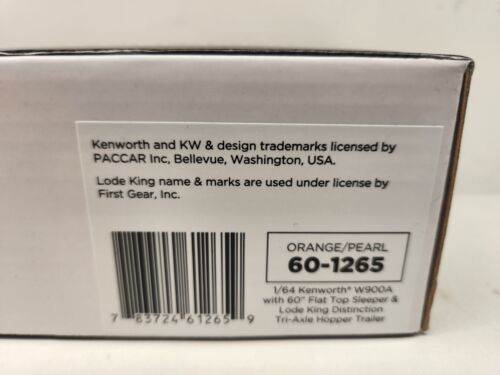 Kenworth and KW & design trademarks licensed by
PACCAR Inc, Bellevue, Washington, USA.
Lode King name & marks are used under license by
First Gear, Inc.
ORANGE/PEARL
60-1265
1/64 Kenworth® W900A
with 60" Flat Top Sleeper &
Lode King Distinction
Tri-Axle Hopper Trailer
7 83724 61265 9